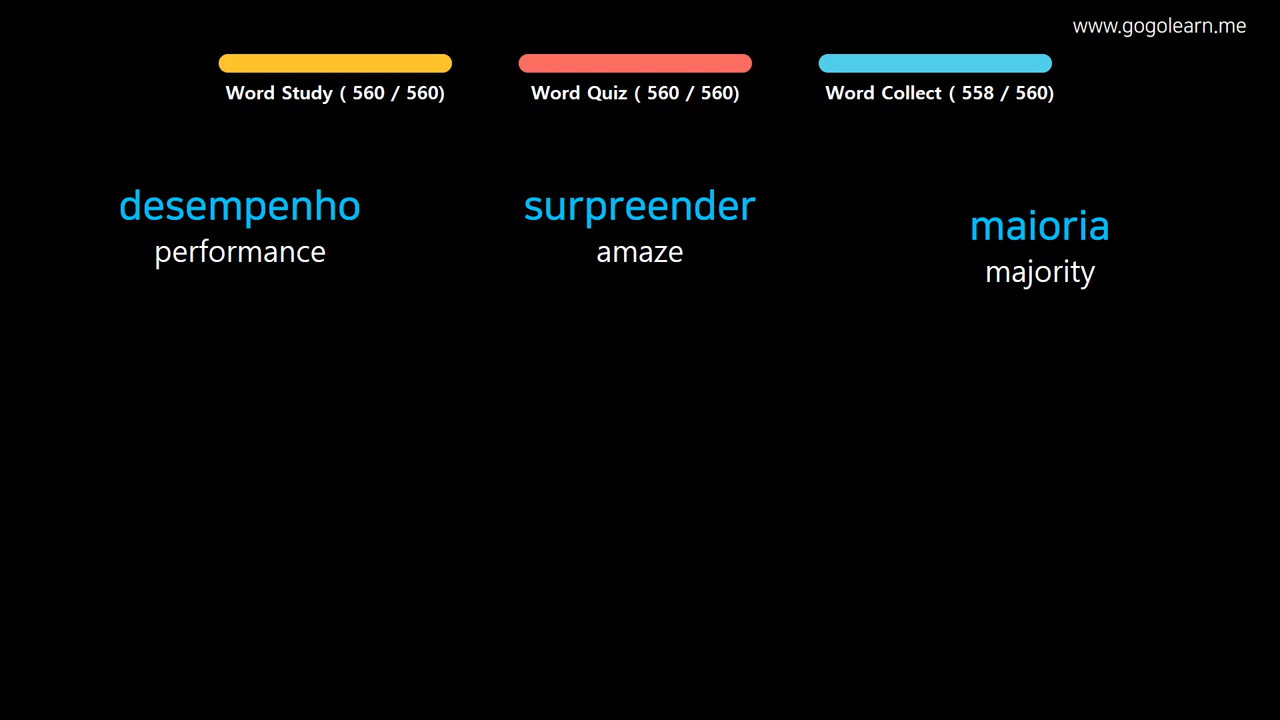 www.gogolearn.me
Word Study ( 560 / 560)
Word Quiz ( 560 / 560)
Word Collect ( 558 / 560)
desempenho
performance
surpreender
amaze
maioria
majority